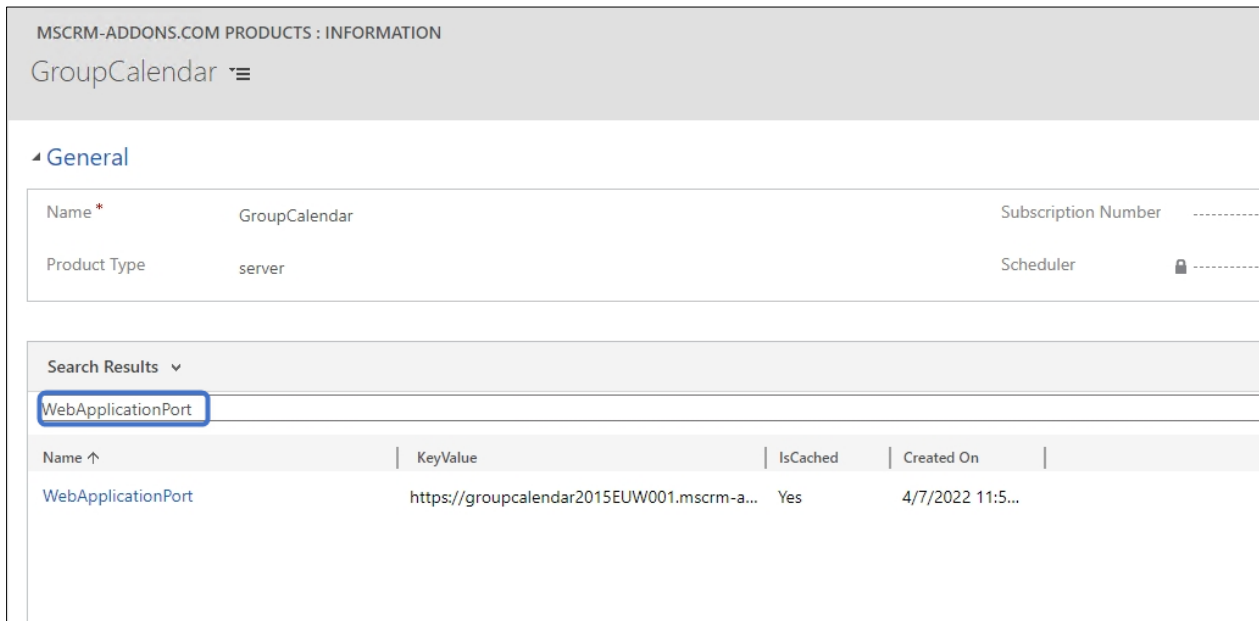 MSCRM-ADDONS.COM PRODUCTS : INFORMATION
GroupCalendar
General
Name* GroupCalendar Subscription Number
Product Type server Scheduler
Search Results
WebApplicationPort
Name ↑ KeyValue IsCached Created On
WebApplicationPort https://groupcalendar2015EUW001.mscrm-a... Yes 4/7/2022 11:5...